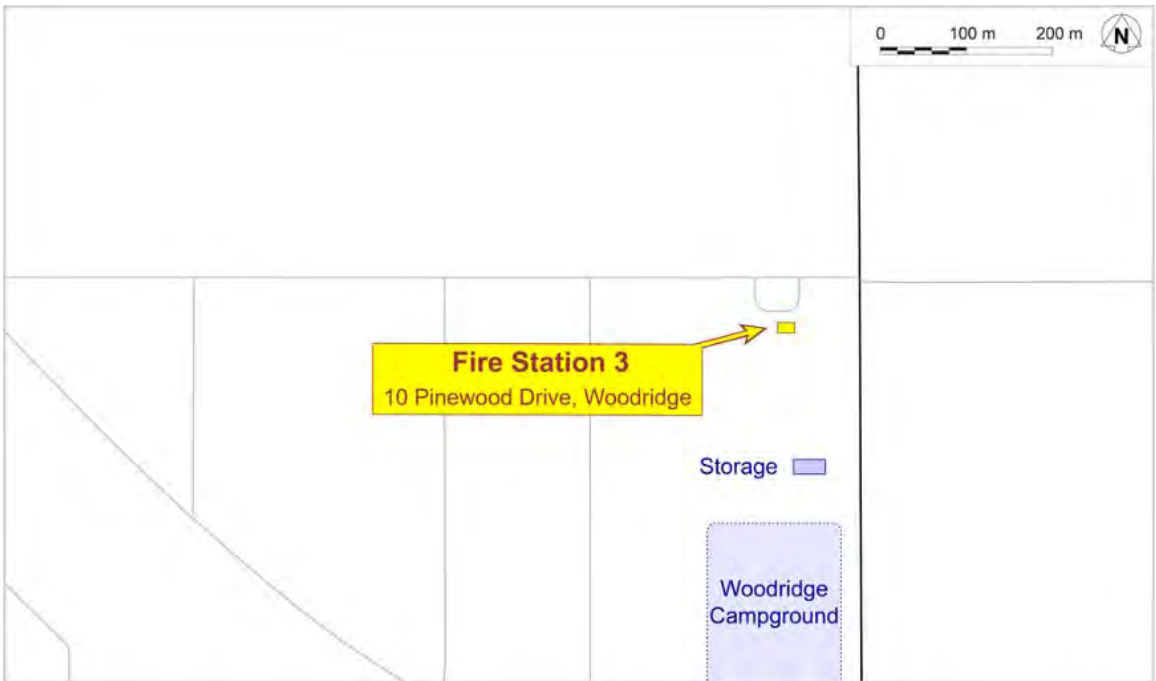 0 100 m 200 m N
Fire Station 3
10 Pinewood Drive, Woodridge
Storage
Woodridge
Campground